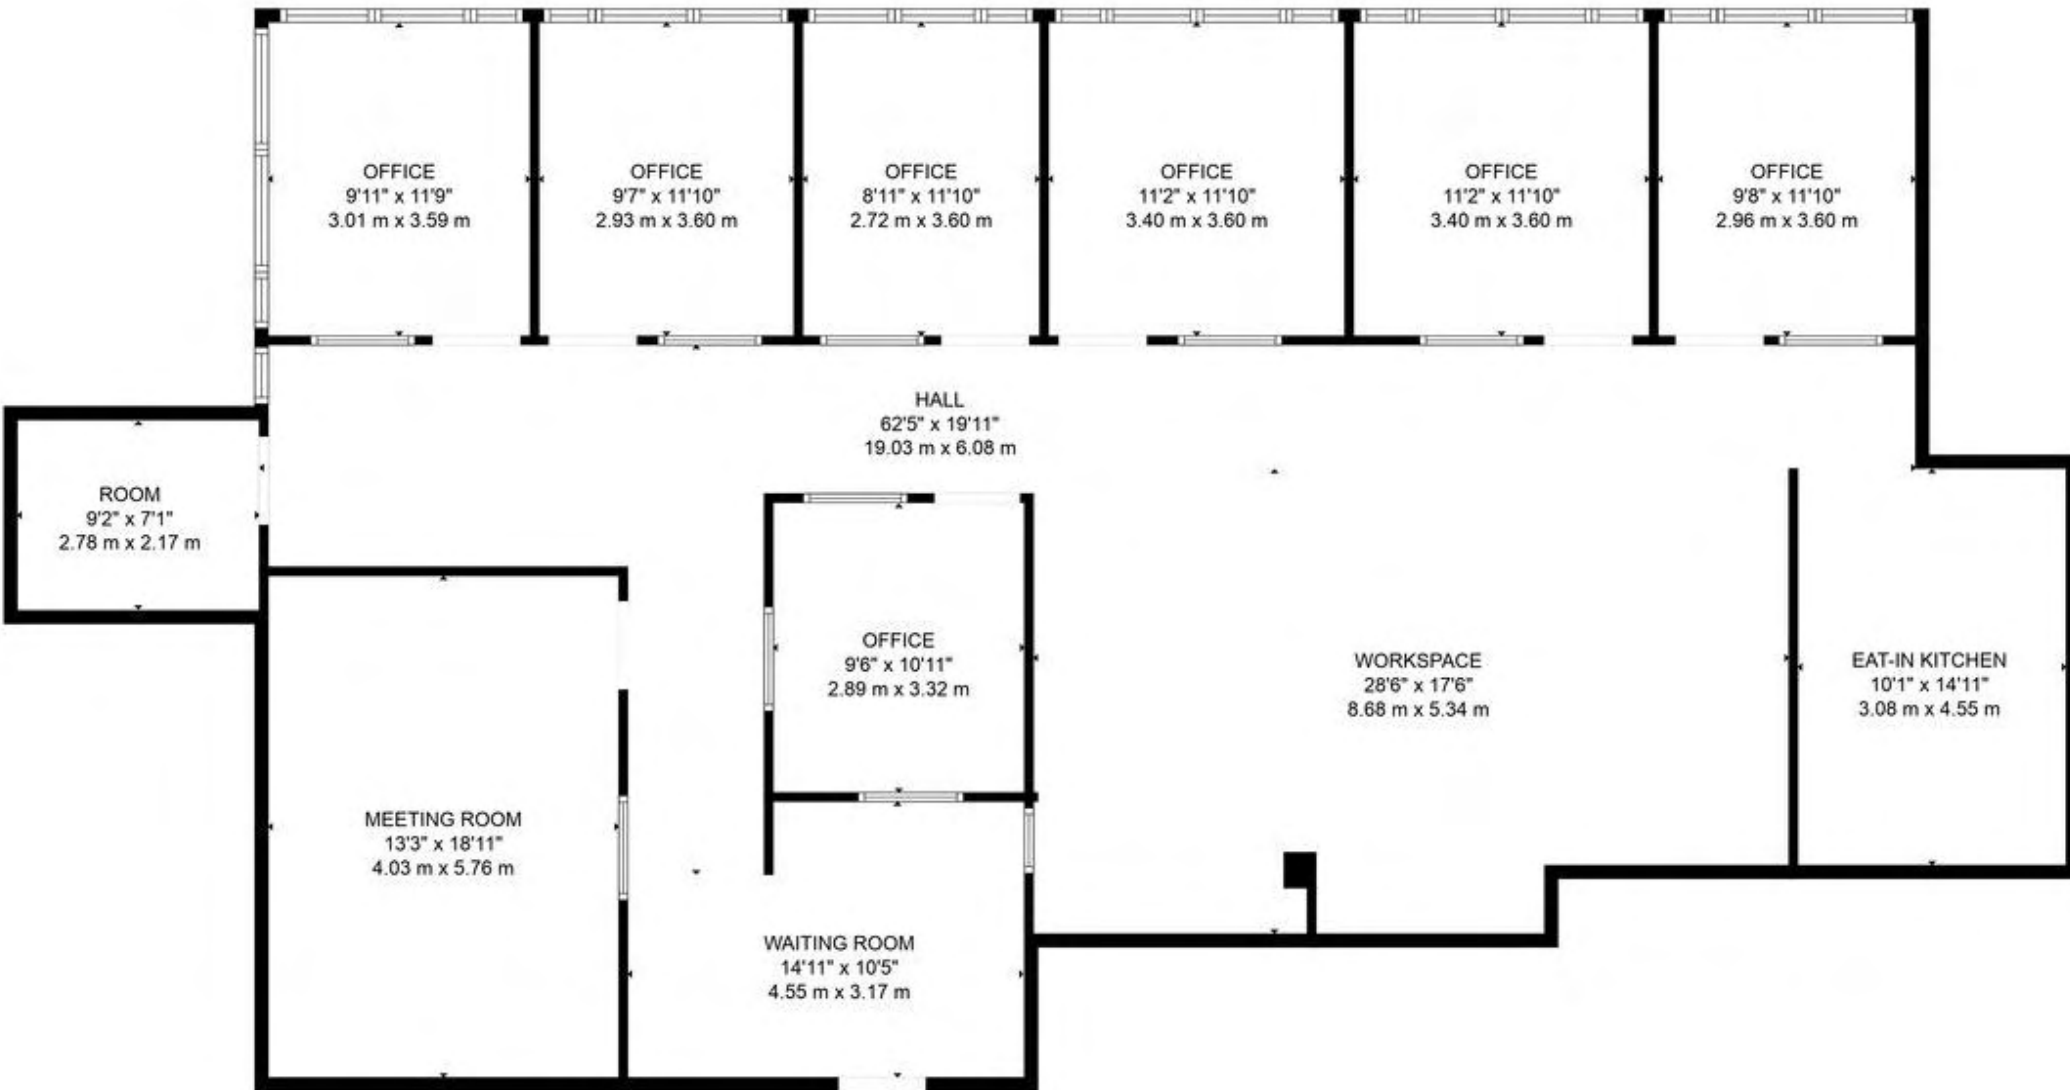 OFFICE
9'11" x 11'9"
3.01 m x 3.59 m
OFFICE
9'7" x 11'10"
2.93 m x 3.60 m
OFFICE
8'11" x 11'10"
2.72 m x 3.60 m
OFFICE
11'2" x 11'10"
3.40 m x 3.60 m
OFFICE
11'2" x 11'10"
3.40 m x 3.60 m
OFFICE
9'8" x 11'10"
2.96 m x 3.60 m
HALL
62'5" x 19'11"
19.03 m x 6.08 m
ROOM
9'2" x 7'1"
2.78 m x 2.17 m
OFFICE
9'6" x 10'11"
2.89 m x 3.32 m
WORKSPACE
28'6" x 17'6"
8.68 m x 5.34 m
EAT-IN KITCHEN
10'1" x 14'11"
3.08 m x 4.55 m
MEETING ROOM
13'3" x 18'11"
4.03 m x 5.76 m
WAITING ROOM
14'11" x 10'5"
4.55 m x 3.17 m